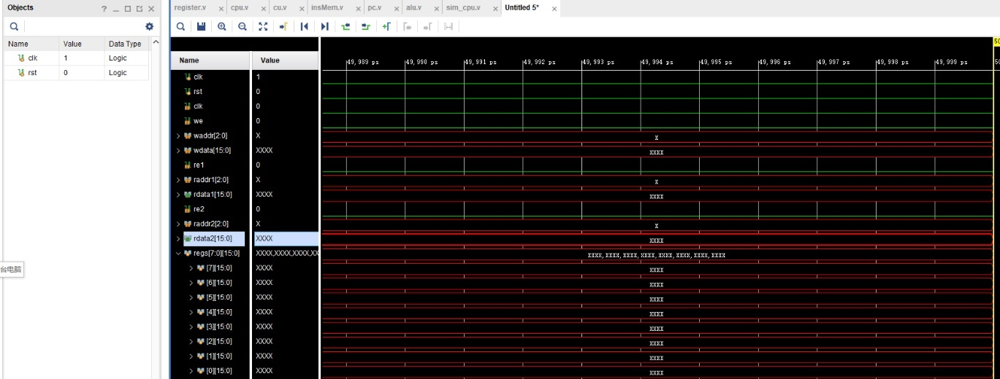 Objects ? _
Name Value Data Type
clk 1 Logic
rst 0 Logic
台电脑
register.v cpu.v cu.v insMem.v pc.v alu.v sim_cpu.v Untitled 5*
50
Name Value
49,989 ps 49,990 ps 49,991 ps 49,992 ps 49,993 ps 49,994 ps 49,995 ps 49,996 ps 49,997 ps 49,998 ps 49,999 ps 50
clk 1
rst 0
clk 0
we 0
waddr[2:0] X X
wdata[15:0] XXXX XXXX
re1 0
raddr1[2:0] X X
rdata1[15:0] XXXX XXXX
re2 0
raddr2[2:0] X X
rdata2[15:0] XXXX XXXX
regs[7:0][15:0] XXXX,XXXX,XXXX,XX XXXX,XXXX,XXXX,XXXX,XXXX,XXXX,XXXX,XXXX
[7][15:0] XXXX XXXX
[6][15:0] XXXX XXXX
[5][15:0] XXXX XXXX
[4][15:0] XXXX XXXX
[3][15:0] XXXX XXXX
[2][15:0] XXXX XXXX
[1][15:0] XXXX XXXX
[0][15:0] XXXX XXXX